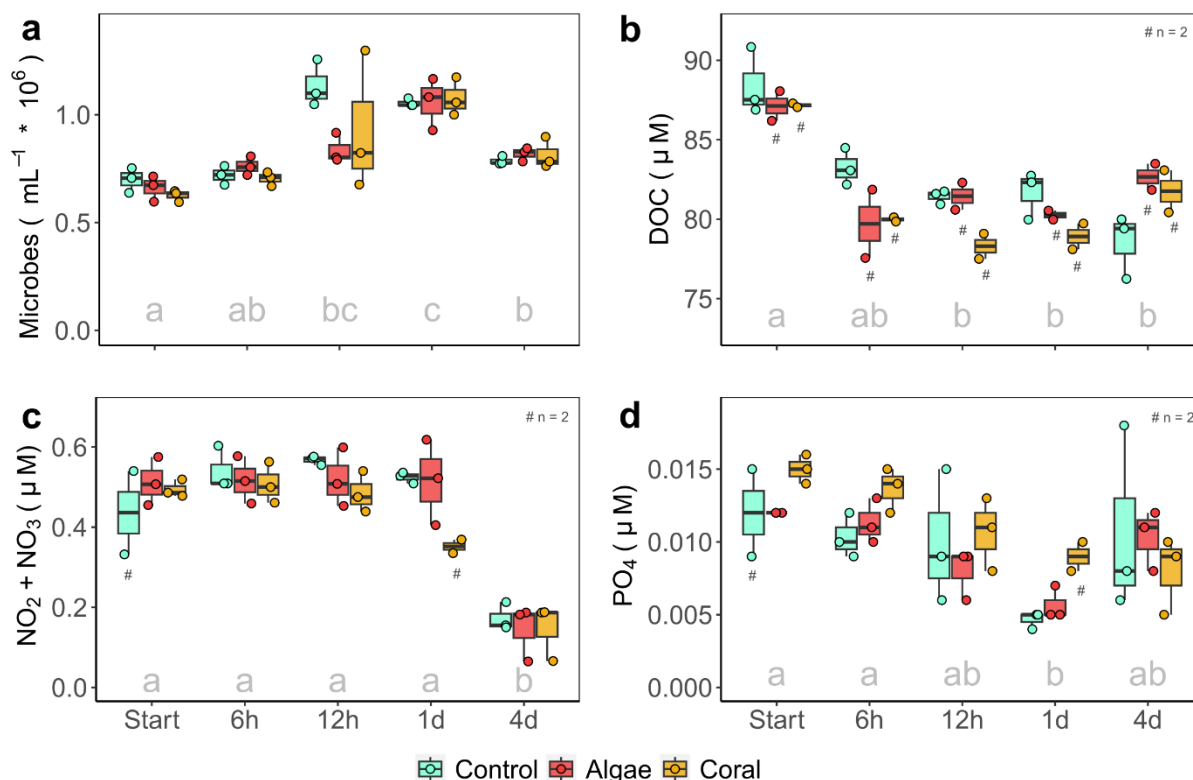 a
Microbes ( mL⁻¹ * 10⁶ )
1.0
0.5
0.0
a ab bc c b
b
# n = 2
DOC ( µ M )
90
85
80
75
# #
# #
# #
# #
# #
a ab b b b
c
# n = 2
NO₂ + NO₃ ( µ M )
0.6
0.4
0.2
0.0
# #
a a a a b
Start 6h 12h 1d 4d
d
# n = 2
PO₄ ( µ M )
0.015
0.010
0.005
0.000
# #
a a ab b ab
Start 6h 12h 1d 4d
Control Algae Coral